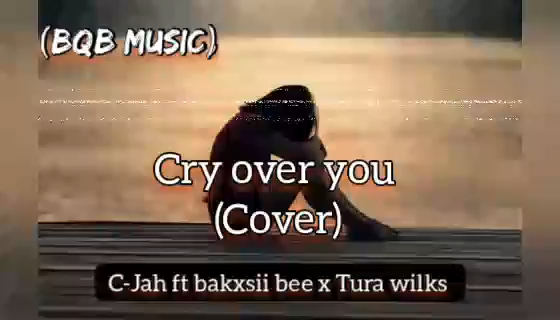 (BQB MUSIC)
Cry over you
(Cover)
C-Jah ft bakxsii bee x Tura wilks